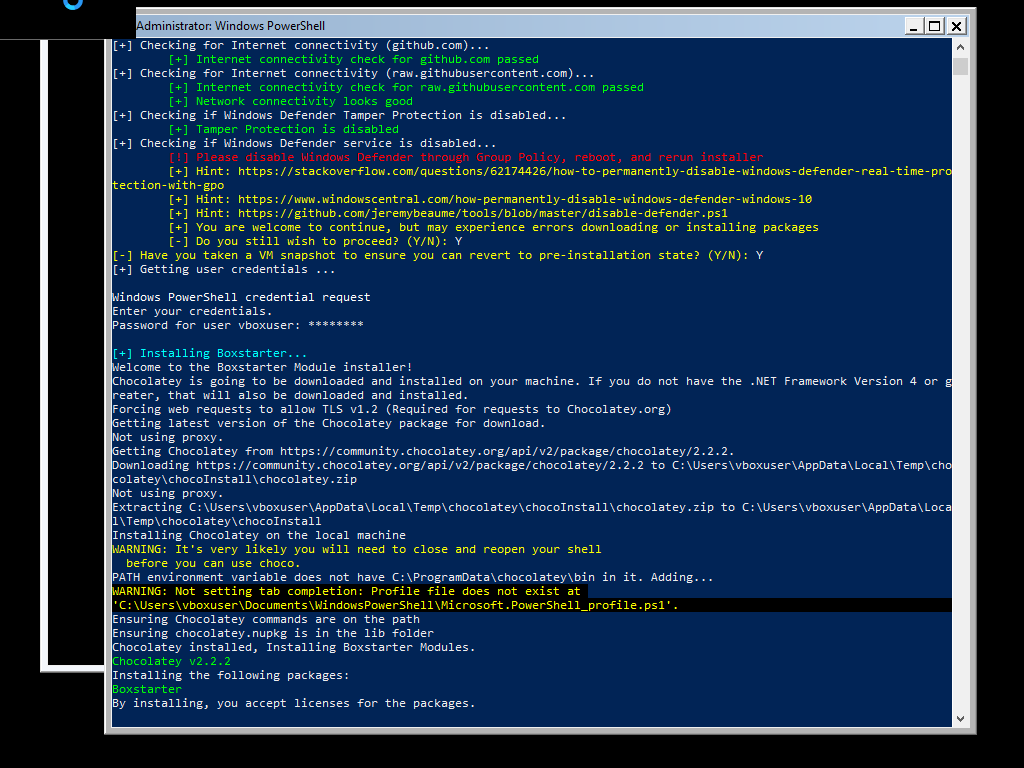 Administrator: Windows PowerShell
[+] Checking for Internet connectivity (github.com)...
[+] Internet connectivity check for github.com passed
[+] Checking for Internet connectivity (raw.githubusercontent.com)...
[+] Internet connectivity check for raw.githubusercontent.com passed
[+] Network connectivity looks good
[+] Checking if Windows Defender Tamper Protection is disabled...
[+] Tamper Protection is disabled
[+] Checking if Windows Defender service is disabled...
[!] Please disable Windows Defender through Group Policy, reboot, and rerun installer
[+] Hint: https://stackoverflow.com/questions/62174426/how-to-permanently-disable-windows-defender-real-time-pro
tection-with-gpo
[+] Hint: https://www.windowscentral.com/how-permanently-disable-windows-defender-windows-10
[+] Hint: https://github.com/jeremybeaume/tools/blob/master/disable-defender.ps1
[+] You are welcome to continue, but may experience errors downloading or installing packages
[-] Do you still wish to proceed? (Y/N): Y
[-] Have you taken a VM snapshot to ensure you can revert to pre-installation state? (Y/N): Y
[+] Getting user credentials ...
Windows PowerShell credential request
Enter your credentials.
Password for user vboxuser: ********
[+] Installing Boxstarter...
Welcome to the Boxstarter Module installer!
Chocolatey is going to be downloaded and installed on your machine. If you do not have the .NET Framework Version 4 or g
reater, that will also be downloaded and installed.
Forcing web requests to allow TLS v1.2 (Required for requests to Chocolatey.org)
Getting latest version of the Chocolatey package for download.
Not using proxy.
Getting Chocolatey from https://community.chocolatey.org/api/v2/package/chocolatey/2.2.2.
Downloading https://community.chocolatey.org/api/v2/package/chocolatey/2.2.2 to C:\Users\vboxuser\AppData\Local\Temp\cho
colatey\chocoInstall\chocolatey.zip
Not using proxy.
Extracting C:\Users\vboxuser\AppData\Local\Temp\chocolatey\chocoInstall\chocolatey.zip to C:\Users\vboxuser\AppData\Loca
l\Temp\chocolatey\chocoInstall
Installing Chocolatey on the local machine
WARNING: It's very likely you will need to close and reopen your shell
before you can use choco.
PATH environment variable does not have C:\ProgramData\chocolatey\bin in it. Adding...
WARNING: Not setting tab completion: Profile file does not exist at
'C:\Users\vboxuser\Documents\WindowsPowerShell\Microsoft.PowerShell_profile.ps1'.
Ensuring Chocolatey commands are on the path
Ensuring chocolatey.nupkg is in the lib folder
Chocolatey installed, Installing Boxstarter Modules.
Chocolatey v2.2.2
Installing the following packages:
Boxstarter
By installing, you accept licenses for the packages.